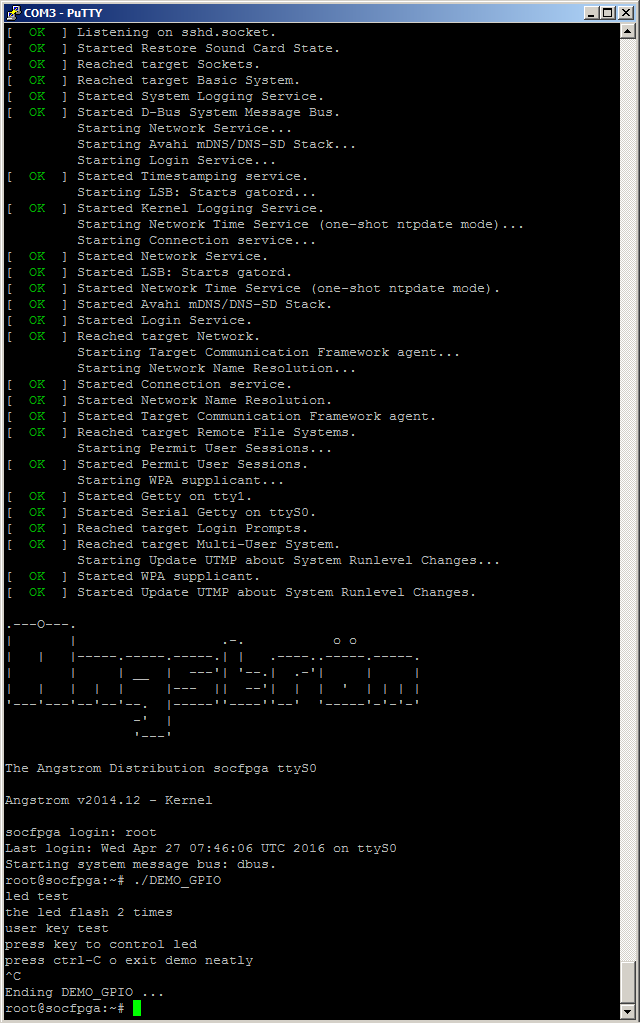 COM3 - PuTTY
[  OK  ] Listening on sshd.socket.
[  OK  ] Started Restore Sound Card State.
[  OK  ] Reached target Sockets.
[  OK  ] Reached target Basic System.
[  OK  ] Started System Logging Service.
[  OK  ] Started D-Bus System Message Bus.
         Starting Network Service...
         Starting Avahi mDNS/DNS-SD Stack...
         Starting Login Service...
[  OK  ] Started Timestamping service.
         Starting LSB: Starts gatord...
[  OK  ] Started Kernel Logging Service.
         Starting Network Time Service (one-shot ntpdate mode)...
         Starting Connection service...
[  OK  ] Started Network Service.
[  OK  ] Started LSB: Starts gatord.
[  OK  ] Started Network Time Service (one-shot ntpdate mode).
[  OK  ] Started Avahi mDNS/DNS-SD Stack.
[  OK  ] Started Login Service.
[  OK  ] Reached target Network.
         Starting Target Communication Framework agent...
         Starting Network Name Resolution...
[  OK  ] Started Connection service.
[  OK  ] Started Network Name Resolution.
[  OK  ] Started Target Communication Framework agent.
[  OK  ] Reached target Remote File Systems.
         Starting Permit User Sessions...
[  OK  ] Started Permit User Sessions.
         Starting WPA supplicant...
[  OK  ] Started Getty on tty1.
[  OK  ] Started Serial Getty on ttyS0.
[  OK  ] Reached target Login Prompts.
[  OK  ] Reached target Multi-User System.
         Starting Update UTMP about System Runlevel Changes...
[  OK  ] Started WPA supplicant.
[  OK  ] Started Update UTMP about System Runlevel Changes.

.---O---.
|       |                  .-.           o o
|   |   |-----.-----.-----.| |   .----..-----.-----.
|       |     | __  |  ---'| '--.|  .-'|     |     |
|   |   |  |  |     |---  ||  --'|  |  |  '  | | | |
'---'---'--'--'--.  |-----''----''--'  '-----'-'-'-'
                -'  |
                '---'

The Angstrom Distribution socfpga ttyS0

Angstrom v2014.12 - Kernel

socfpga login: root
Last login: Wed Apr 27 07:46:06 UTC 2016 on ttyS0
Starting system message bus: dbus.
root@socfpga:~# ./DEMO_GPIO
led test
the led flash 2 times
user key test
press key to control led
press ctrl-C o exit demo neatly
^C
Ending DEMO_GPIO ...
root@socfpga:~#